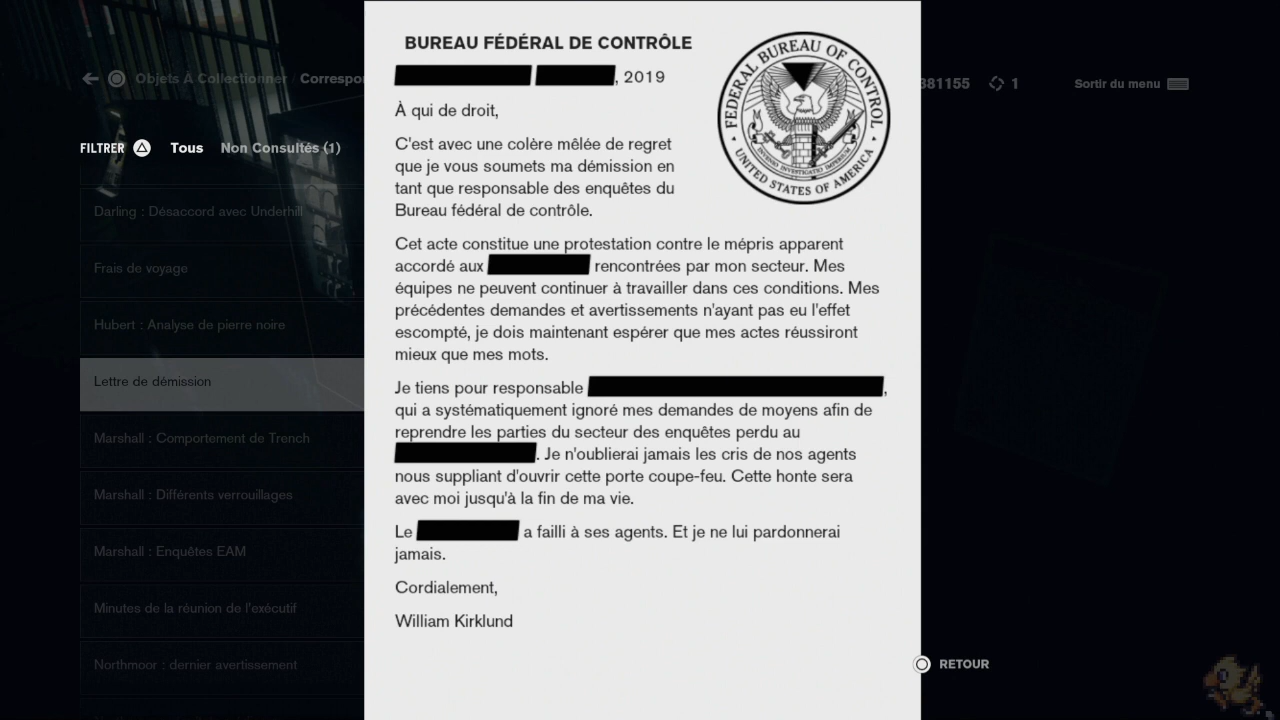 BUREAU FÉDÉRAL DE CONTRÔLE
, 2019
FEDERAL BUREAU OF CONTROL
UNITED STATES OF AMERICA
Objets À Collectionner Correspon
381155
1
Sortir du menu
À qui de droit,
FILTRER Tous Non Consultés (1)
C'est avec une colère mêlée de regret
que je vous soumets ma démission en
tant que responsable des enquêtes du
Bureau fédéral de contrôle.
Cet acte constitue une protestation contre le mépris apparent
accordé aux rencontrées par mon secteur. Mes
équipes ne peuvent continuer à travailler dans ces conditions. Mes
précédentes demandes et avertissements n'ayant pas eu l'effet
escompté, je dois maintenant espérer que mes actes réussiront
mieux que mes mots.
Je tiens pour responsable ,
qui a systématiquement ignoré mes demandes de moyens afin de
reprendre les parties du secteur des enquêtes perdu au
. Je n'oublierai jamais les cris de nos agents
nous suppliant d'ouvrir cette porte coupe-feu. Cette honte sera
avec moi jusqu'à la fin de ma vie.
Le a failli à ses agents. Et je ne lui pardonnerai
jamais.
Cordialement,
William Kirklund
Darling : Désaccord avec Underhill
Frais de voyage
Hubert : Analyse de pierre noire
Lettre de démission
Marshall : Comportement de Trench
Marshall : Différents verrouillages
Marshall : Enquêtes EAM
Minutes de la réunion de l'exécutif
Northmoor : dernier avertissement
RETOUR